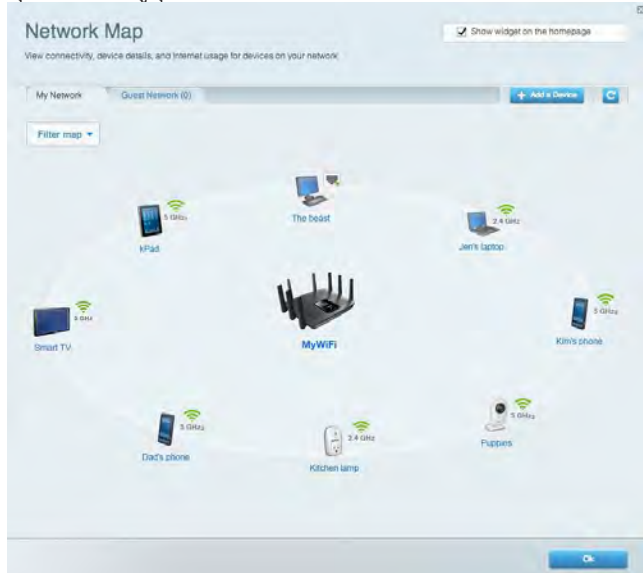 Network Map
Show widget on the homepage
View connectivity, device details, and Internet usage for devices on your network
My Network
Guest Network (0)
+ Add a Device
Filter map
The beast
5 GHz
2.4 GHz
kPad
Jen's laptop
5 GHz
5 GHz
Smart TV
MyWiFi
Kim's phone
5 GHz
2.4 GHz
5 GHz
Dad's phone
Kitchen lamp
Puppies
Ok